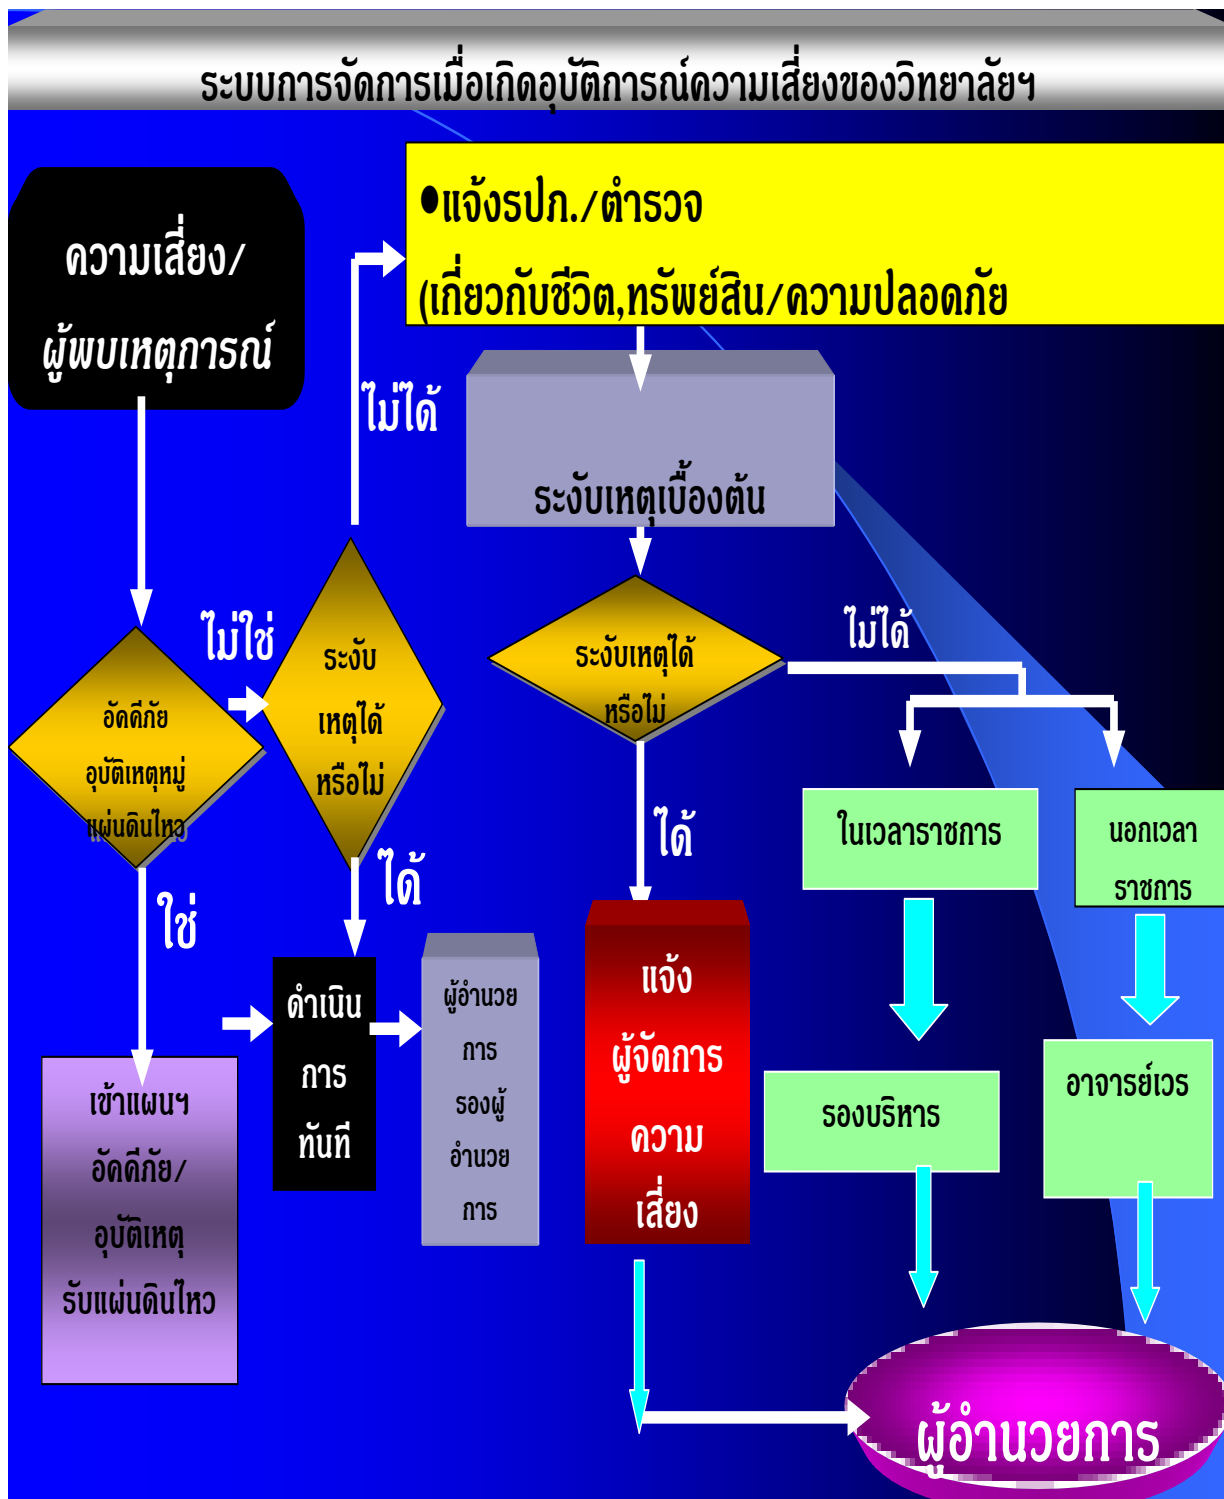 ระบบการจัดการเมื่อเกิดอุบัติการณ์ความเสี่ยงของวิทยาลัยฯ
ความเสี่ยง/
ผู้พบเหตุการณ์
•แจ้งรปภ./ตำรวจ
(เกี่ยวกับชีวิต,ทรัพย์สิน/ความปลอดภัย
ไม่ได้
ระงับเหตุเบื้องต้น
ไม่ใช่
อัคคีภัย
อุบัติเหตุหมู่
แผ่นดินไหว
ระงับ
เหตุได้
หรือไม่
ระงับเหตุได้
หรือไม่
ไม่ได้
ใช่
ได้
ได้
ในเวลาราชการ
นอกเวลา
ราชการ
เข้าแผนฯ
อัคคีภัย/
อุบัติเหตุ
รับแผ่นดินไหว
ดำเนิน
การ
ทันที
ผู้อำนวย
การ
รองผู้
อำนวย
การ
แจ้ง
ผู้จัดการ
ความ
เสี่ยง
รองบริหาร
อาจารย์เวร
ผู้อำนวยการ